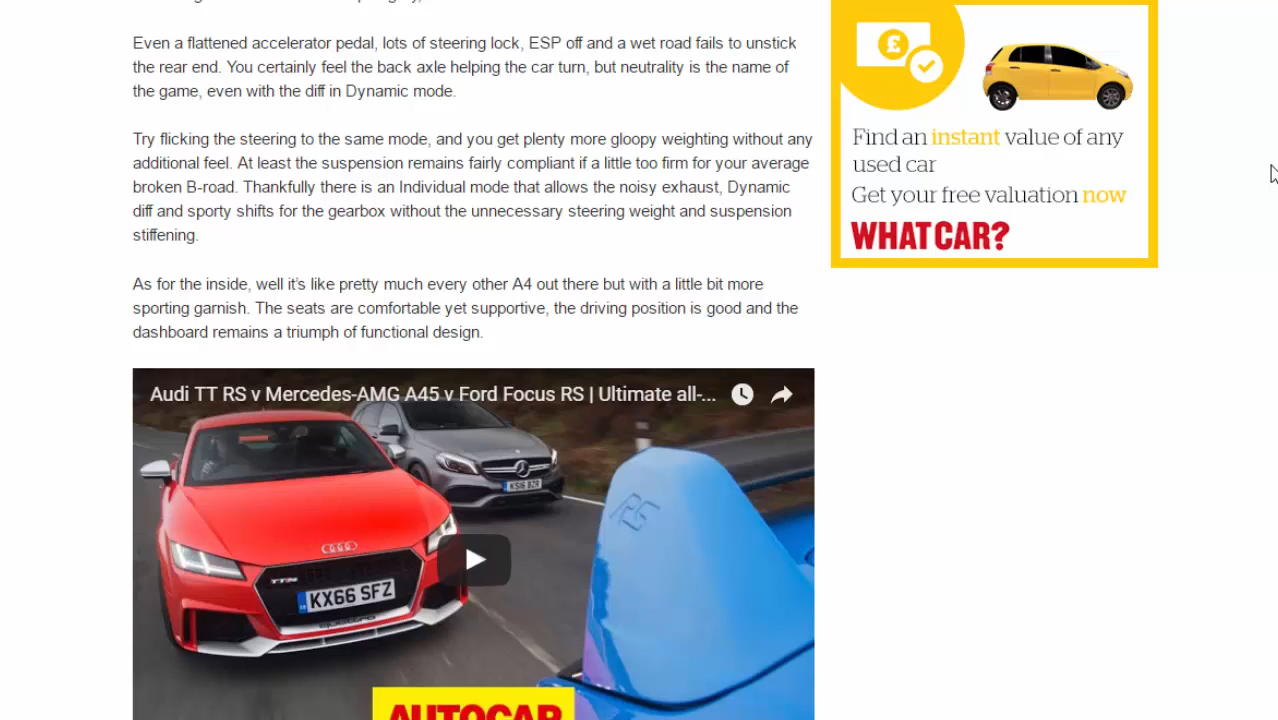 Even a flattened accelerator pedal, lots of steering lock, ESP off and a wet road fails to unstick
the rear end. You certainly feel the back axle helping the car turn, but neutrality is the name of
the game, even with the diff in Dynamic mode.
Try flicking the steering to the same mode, and you get plenty more gloopy weighting without any
additional feel. At least the suspension remains fairly compliant if a little too firm for your average
broken B-road. Thankfully there is an Individual mode that allows the noisy exhaust, Dynamic
diff and sporty shifts for the gearbox without the unnecessary steering weight and suspension
stiffening.
As for the inside, well it’s like pretty much every other A4 out there but with a little bit more
sporting garnish. The seats are comfortable yet supportive, the driving position is good and the
dashboard remains a triumph of functional design.
£
Find an instant value of any
used car
Get your free valuation now
WHAT CAR?
Audi TT RS v Mercedes-AMG A45 v Ford Focus RS | Ultimate all-...
RS
KS16 BZR
TTRS
KX66 SFZ
quattro
AUTOCAR